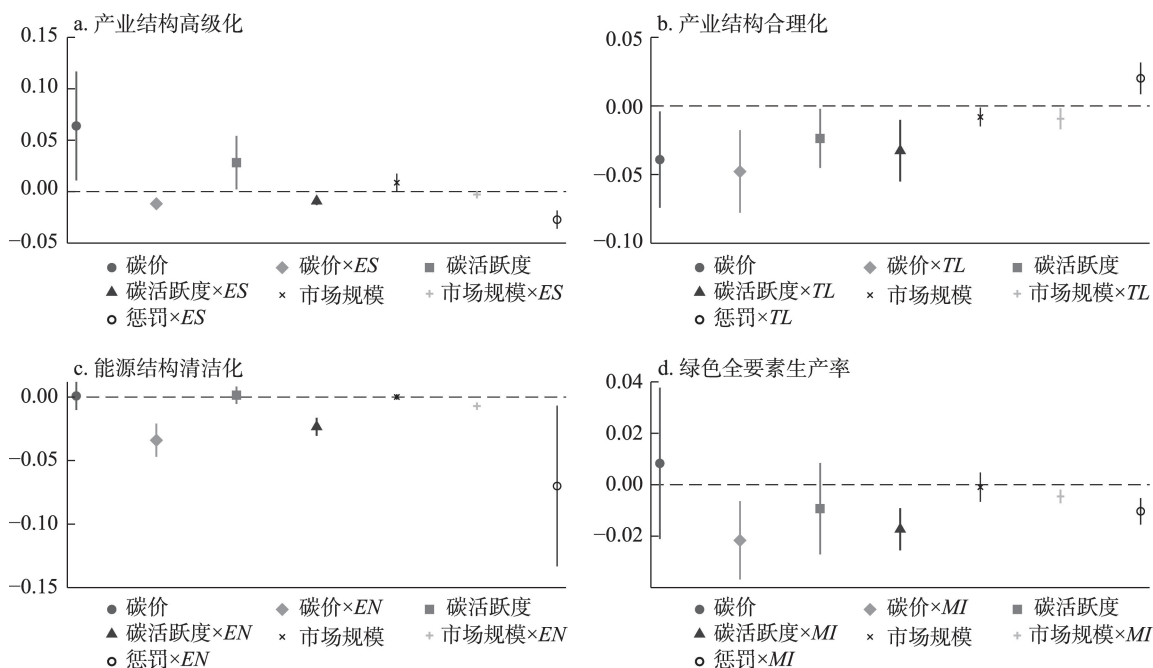 a. 产业结构高级化
0.15
0.10
0.05
0.00
−0.05
碳价 碳价×ES 碳活跃度
碳活跃度×ES 市场规模 市场规模×ES
惩罚×ES
b. 产业结构合理化
0.05
0.00
−0.05
−0.10
碳价 碳价×TL 碳活跃度
碳活跃度×TL 市场规模 市场规模×TL
惩罚×TL
c. 能源结构清洁化
0.00
−0.05
−0.10
−0.15
碳价 碳价×EN 碳活跃度
碳活跃度×EN 市场规模 市场规模×EN
惩罚×EN
d. 绿色全要素生产率
0.04
0.02
0.00
−0.02
碳价 碳价×MI 碳活跃度
碳活跃度×MI 市场规模 市场规模×MI
惩罚×MI